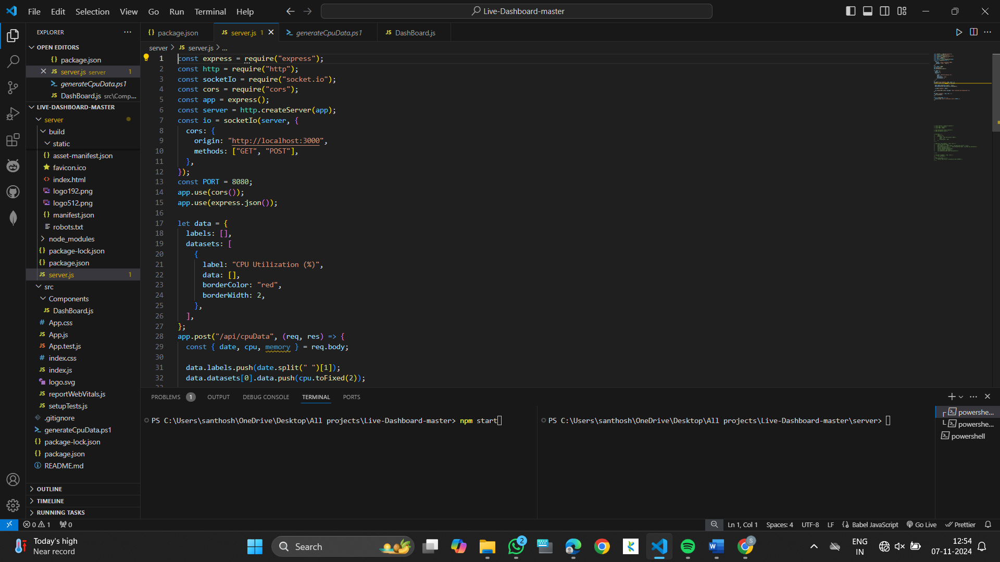 File Edit Selection View Go Run Terminal Help
Live-Dashboard-master
EXPLORER
OPEN EDITORS
package.json
server.js server 1
generateCpuData.ps1
DashBoard.js src\Comp...
LIVE-DASHBOARD-MASTER
server
build
static
asset-manifest.json
favicon.ico
index.html
logo192.png
logo512.png
manifest.json
robots.txt
node_modules
package-lock.json
package.json
server.js 1
src
Components
DashBoard.js
App.css
App.js
App.test.js
index.css
index.js
logo.svg
reportWebVitals.js
setupTests.js
.gitignore
generateCpuData.ps1
package-lock.json
package.json
README.md
OUTLINE
TIMELINE
RUNNING TASKS
package.json server.js 1 generateCpuData.ps1 DashBoard.js
server > server.js > ...
1 const express = require("express");
2 const http = require("http");
3 const socketIo = require("socket.io");
4 const cors = require("cors");
5 const app = express();
6 const server = http.createServer(app);
7 const io = socketIo(server, {
8 cors: {
9 origin: "http://localhost:3000",
10 methods: ["GET", "POST"],
11 },
12 });
13 const PORT = 8080;
14 app.use(cors());
15 app.use(express.json());
16
17 let data = {
18 labels: [],
19 datasets: [
20 {
21 label: "CPU Utilization (%)",
22 data: [],
23 borderColor: "red",
24 borderWidth: 2,
25 },
26 ],
27 };
28 app.post("/api/cpuData", (req, res) => {
29 const { date, cpu, memory } = req.body;
30
31 data.labels.push(date.split(" ")[1]);
32 data.datasets[0].data.push(cpu.toFixed(2));
PROBLEMS 1 OUTPUT DEBUG CONSOLE TERMINAL PORTS
PS C:\Users\santhosh\OneDrive\Desktop\All projects\Live-Dashboard-master> npm start
PS C:\Users\santhosh\OneDrive\Desktop\All projects\Live-Dashboard-master\server>
powershe...
powershe...
powershell
0 1 0
Ln 1, Col 1 Spaces: 4 UTF-8 LF Babel JavaScript Go Live Prettier
Today's high
Near record
Search
2
S
ENG
IN
12:54
07-11-2024